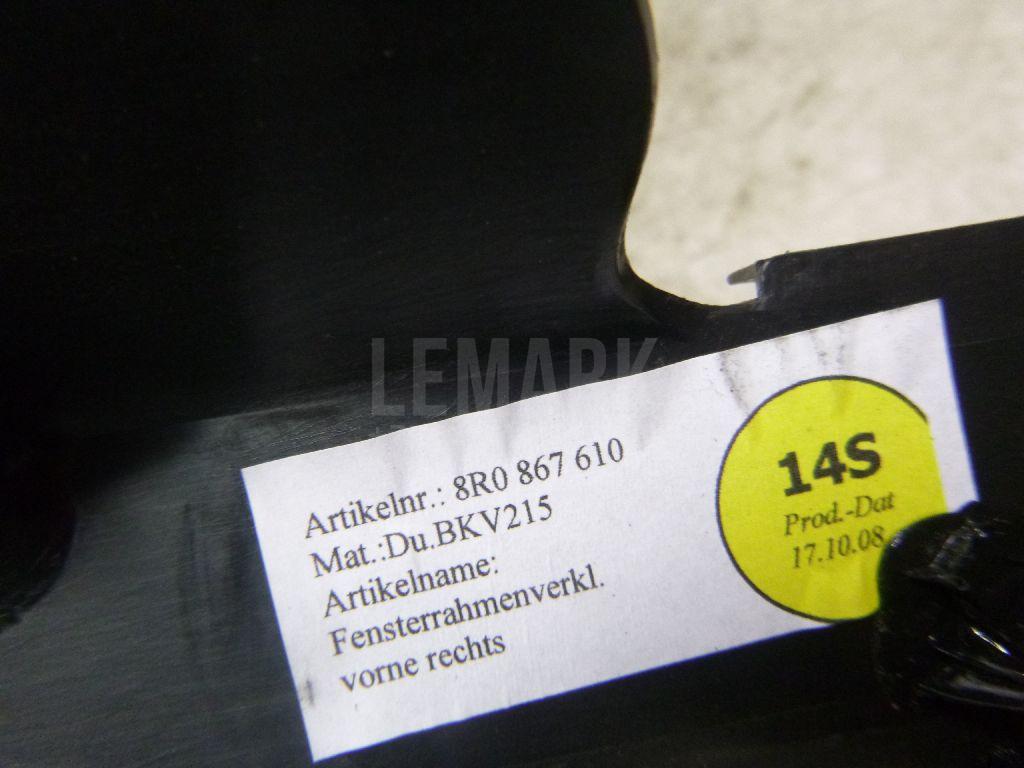 LEMARK
Artikelnr.: 8R0 867 610
Mat.:Du.BKV215
Artikelname:
Fensterrahmenverkl.
vorne rechts
14S
Prod.-Dat
17.10.08